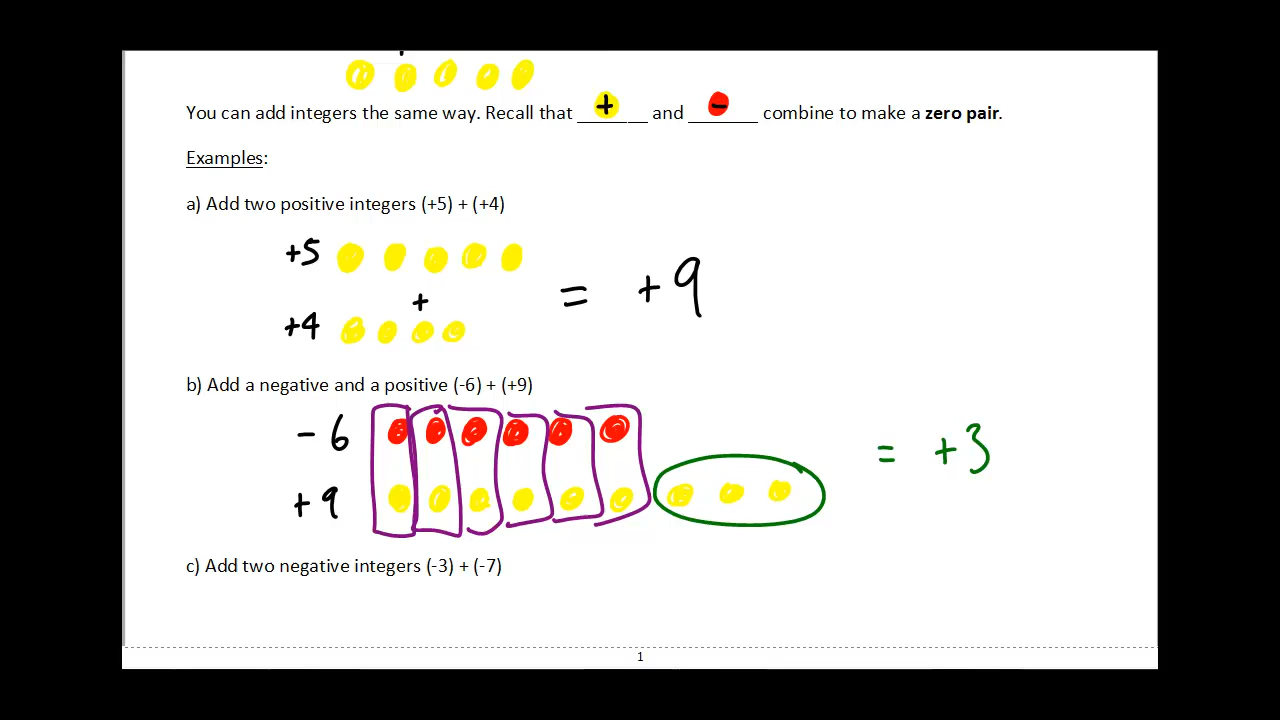 You can add integers the same way. Recall that + and - combine to make a zero pair.
Examples:
a) Add two positive integers (+5) + (+4)
+5
+
= +9
+4
b) Add a negative and a positive (-6) + (+9)
- 6
= +3
+ 9
c) Add two negative integers (-3) + (-7)
1